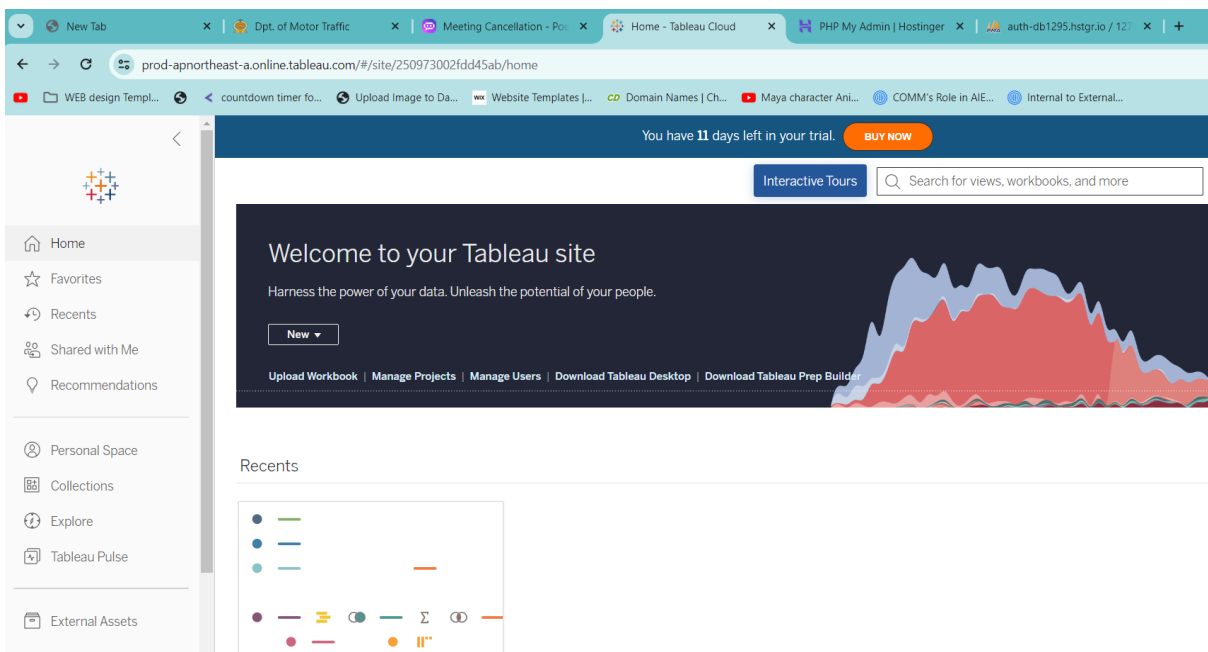 New Tab
Dpt. of Motor Traffic
Meeting Cancellation - Poe
Home - Tableau Cloud
PHP My Admin | Hostinger
auth-db1295.hstgr.io / 127
prod-apnortheast-a.online.tableau.com/#/site/250973002fdd45ab/home
WEB design Templ...
countdown timer fo...
Upload Image to Da...
WIX
Website Templates |...
CD
Domain Names | Ch...
Maya character Ani...
COMM's Role in AIE...
Internal to External...
You have 11 days left in your trial.
BUY NOW
Interactive Tours
Search for views, workbooks, and more
Home
Favorites
Recents
Shared with Me
Recommendations
Personal Space
Collections
Explore
Tableau Pulse
External Assets
Welcome to your Tableau site
Harness the power of your data. Unleash the potential of your people.
New
Upload Workbook | Manage Projects | Manage Users | Download Tableau Desktop | Download Tableau Prep Builder
Recents
Σ